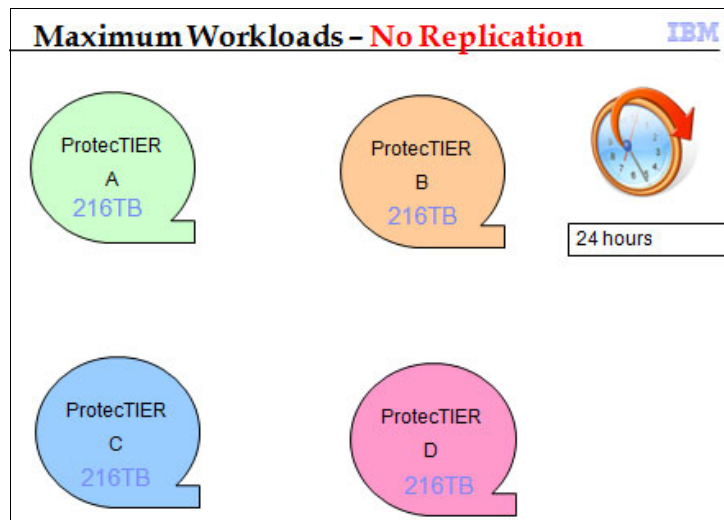 Maximum Workloads – No Replication
IBM
ProtecTIER
A
216TB
ProtecTIER
B
216TB
24 hours
ProtecTIER
C
216TB
ProtecTIER
D
216TB